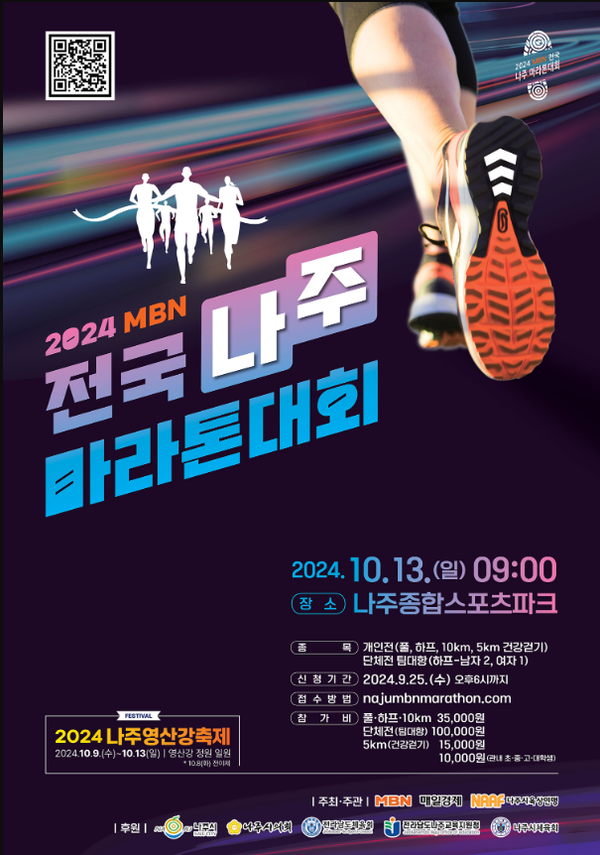 2024 MBN 전국
나주 마라톤대회
2024 MBN
전국 나주
마라톤대회
2024. 10. 13.(일) 09:00
장 소 나주종합스포츠파크
종 목 개인전(풀, 하프, 10km, 5km 건강걷기)
단체전 팀대항(하프-남자 2, 여자 1)
신청기간 2024.9.25.(수) 오후6시까지
접수방법 najumbnmarathon.com
참 가 비 풀·하프·10km 35,000원
단체전(팀대항) 100,000원
5km(건강걷기) 15,000원
10,000원(관내 초·중·고·대학생)
FESTIVAL
2024 나주영산강축제
2024.10.9.(수)~10.13(일) | 영산강 정원 일원
* 10.8(화) 전야제
| 주최·주관 | MBN 매일경제 NAAF 나주시육상연맹
| 후원 | 나주시 나주시의회 전라남도체육회 전라남도나주교육지원청 나주시체육회